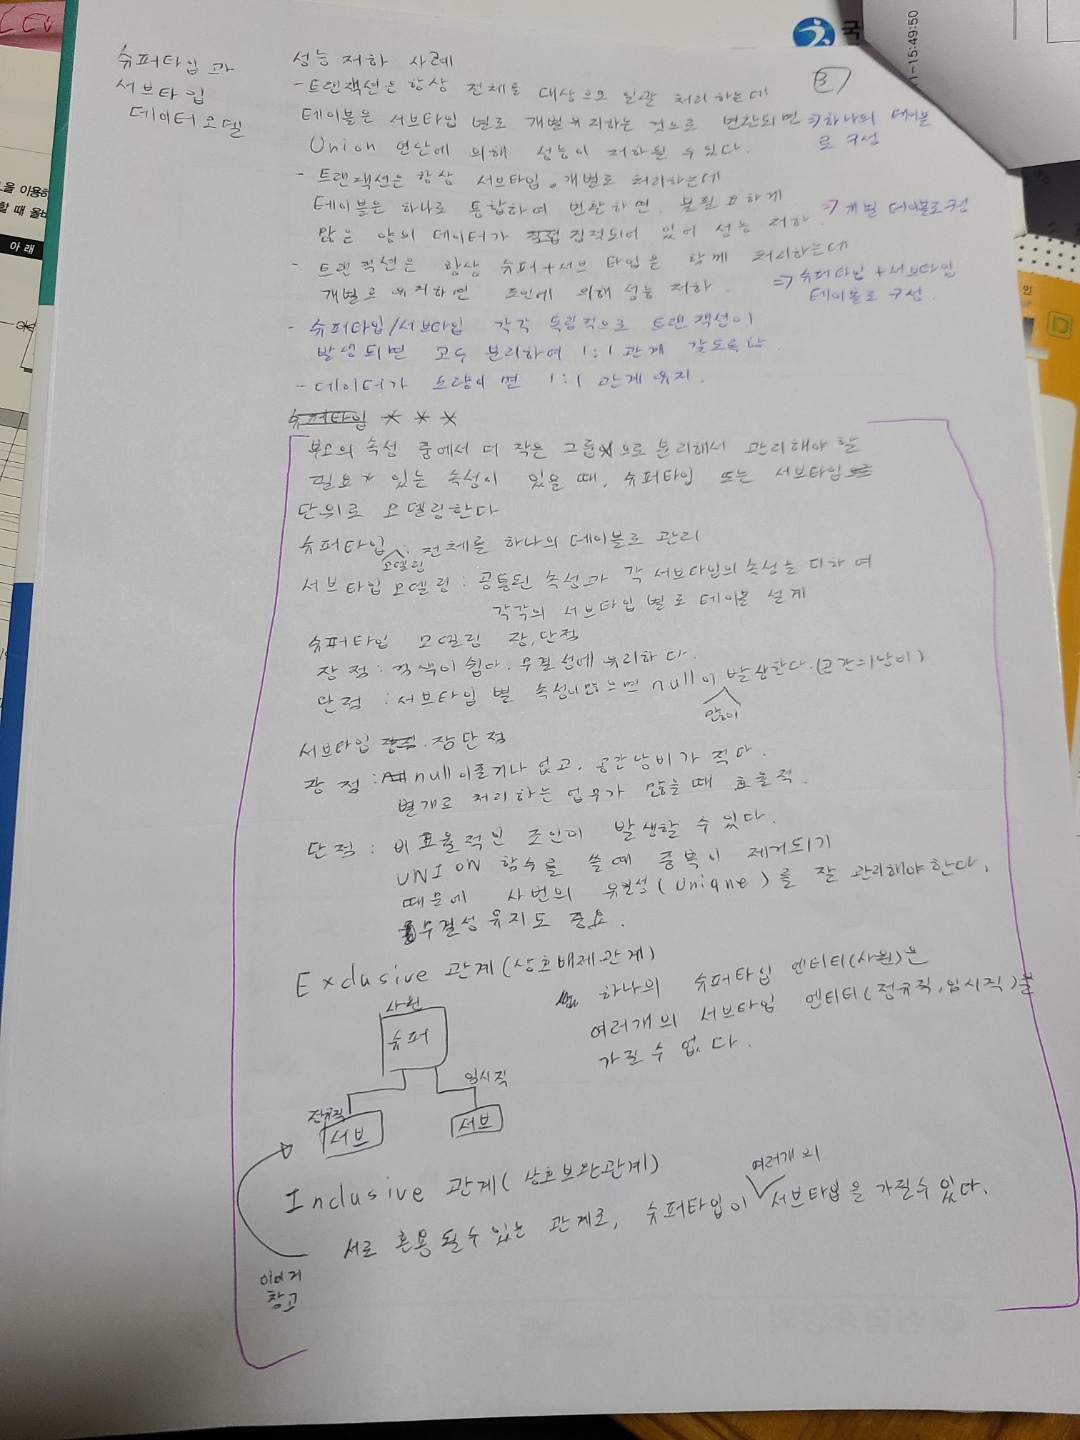 슈퍼타입과
서브타입
데이터모델
③
성능 저하 사례
- 트랜잭션은 항상 전체를 대상으로 일괄 처리하는데
테이블은 서브타입 별로 개별 유지하는 것으로 변환되면 => 하나의 테이블
로 구성
Union 연산에 의해 성능이 저하될 수 있다.
- 트랜잭션은 항상 서브타입 개별로 처리하는데
테이블은 하나로 통합하여 변환하면, 불필요하게
많은 양의 데이터가 집적되어 있어 성능 저하 => 개별 테이블로 구성
- 트랜잭션은 항상 슈퍼+서브 타입을 함께 처리하는데
개별로 유지하면 조인에 의해 성능 저하. => 슈퍼타입+서브타입
테이블로 구성.
- 슈퍼타입/서브타입 각각 독립적으로 트랜잭션이
발생되면 모두 분리하여 1:1 관계 갖도록함.
- 데이터가 소량이면 1:1 관계 유지.
슈퍼타입 * * *
부모의 속성 중에서 더 작은 그룹으로 분리해서 관리해야 할
필요가 있는 속성이 있을 때, 슈퍼타입 또는 서브타입
단위로 모델링한다
슈퍼타입 모델링: 전체를 하나의 테이블로 관리
서브타입 모델링 : 공통된 속성과 각 서브타입의 속성을 더하여
각각의 서브타입 별로 테이블 설계
슈퍼타입 모델링 장,단점
장점 : 검색이 쉽다. 무결성에 유리하다.
단점 : 서브타입 별 속성이 많으면 null이 많이 발생한다.(공간의 낭비)
서브타입 장단점
장점 : null이 줄거나 없고, 공간낭비가 적다.
별개로 처리하는 업무가 많을때 효율적.
단점 : 비효율적인 조인이 발생할 수 있다.
UNION 함수를 쓸때 중복이 제거되기
때문에 사번의 유일성(Unique)를 잘 관리해야한다,
무결성 유지도 중요.
Exclusive 관계(상호배제관계)
하나의 슈퍼타입 엔터티(사원)은
여러개의 서브타입 엔터티(정규직,임시직)을
가질 수 없다.
사원
슈퍼
정규직
임시직
서브
서브
Inclusive 관계(상호보완관계)
서로 혼용 될수 있는 관계로, 슈퍼타입이 여러개의 서브타입을 가질수 있다.
이미지
참고
국
1-15:49:50
아 래